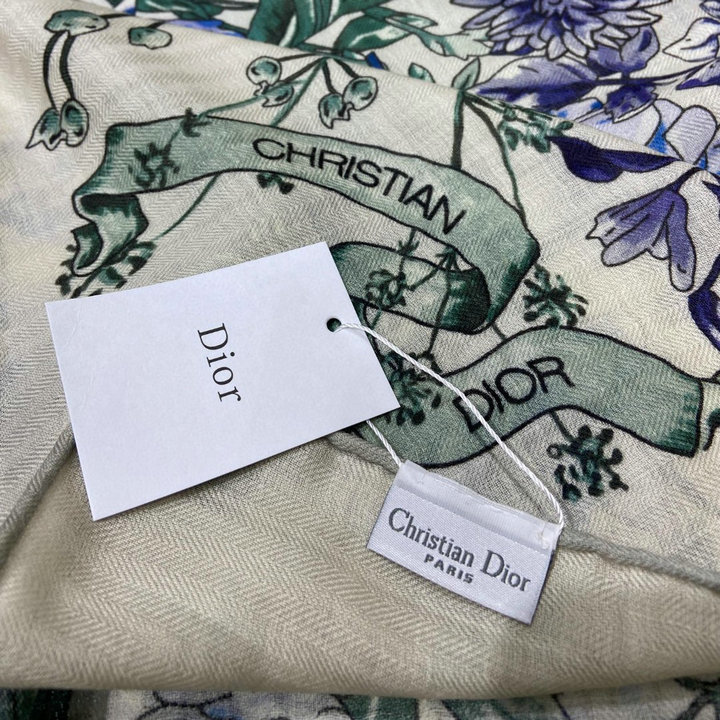 CHRISTIAN
DIOR
Dior
Christian Dior
PARIS